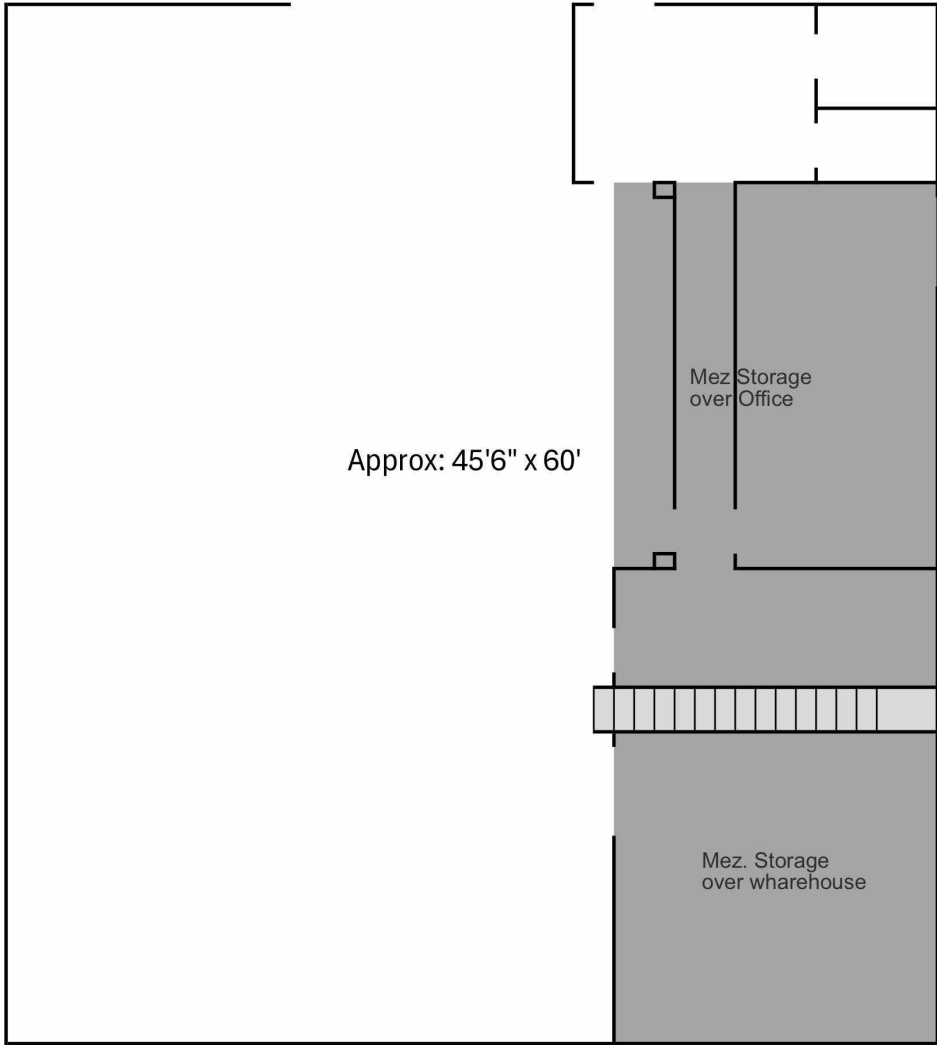 Mez Storage
over Office
Approx: 45'6" x 60'
Mez. Storage
over wharehouse